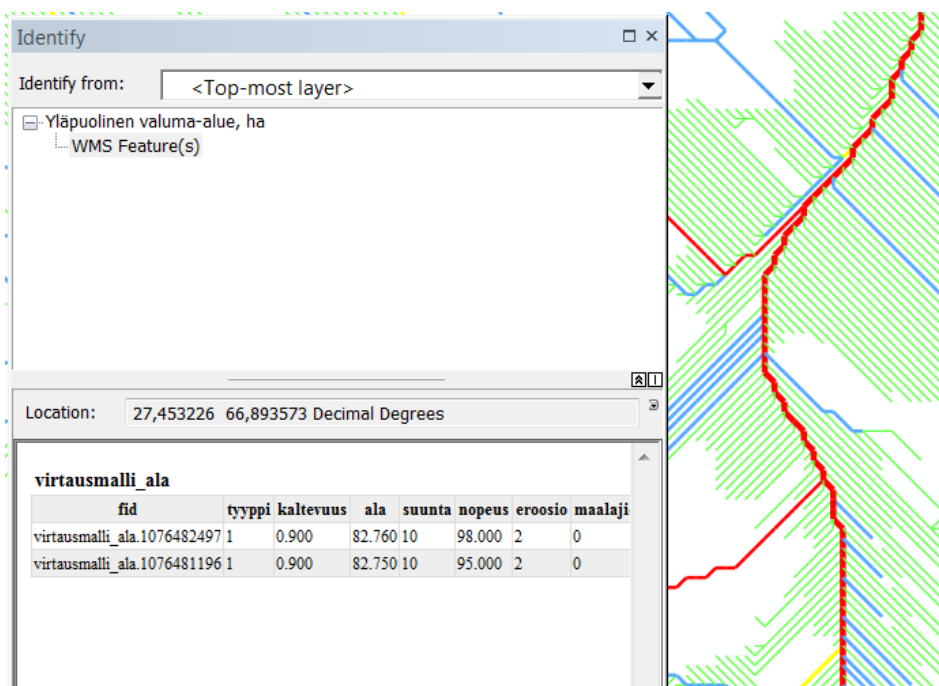 Identify
Identify from: <Top-most layer>
Yläpuolinen valuma-alue, ha
WMS Feature(s)
Location: 27,453226 66,893573 Decimal Degrees
virtausmalli_ala
fid tyyppi kaltevuus ala suunta nopeus eroosio maalaji
virtausmalli_ala.1076482497 1 0.900 82.760 10 98.000 2 0
virtausmalli_ala.1076481196 1 0.900 82.750 10 95.000 2 0